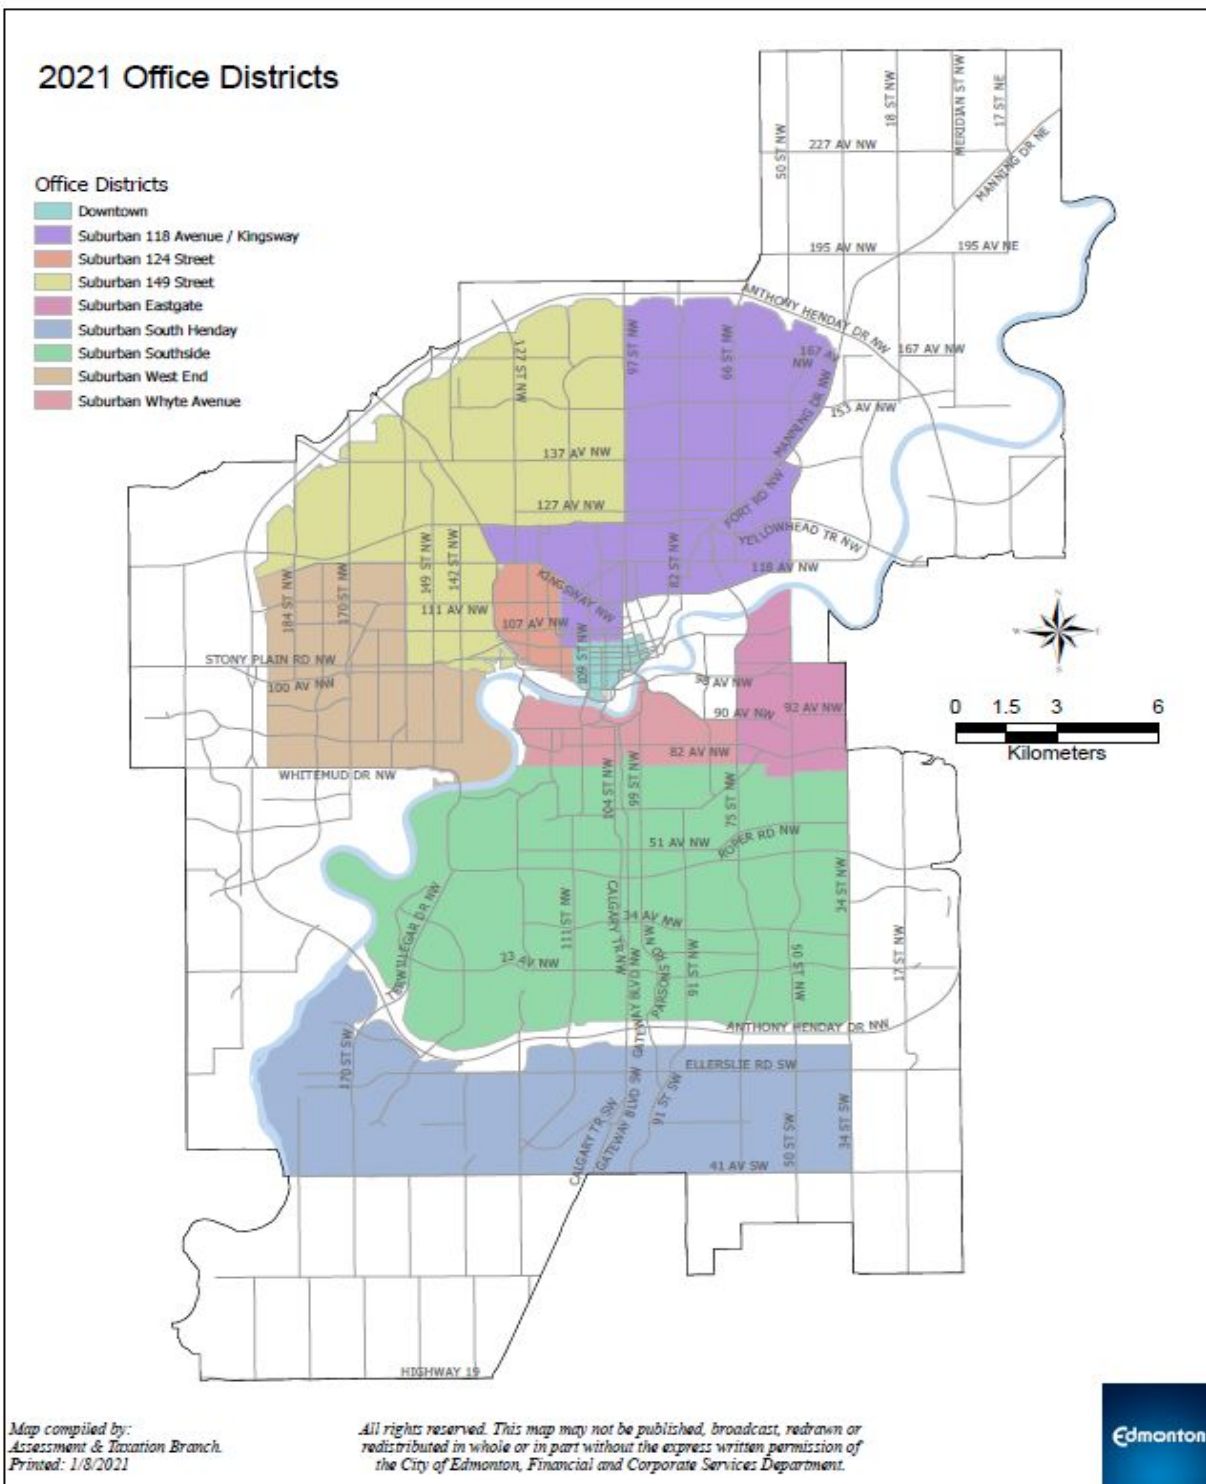 2021 Office Districts
Office Districts
Downtown
Suburban 118 Avenue / Kingsway
Suburban 124 Street
Suburban 149 Street
Suburban Eastgate
Suburban South Henday
Suburban Southside
Suburban West End
Suburban Whyte Avenue
50 ST NW
18 ST NW
MERIDIAN ST NW
17 ST NE
227 AV NW
MANNING DR NE
195 AV NW
195 AV NE
ANTHONY HENDAY DR NW
127 ST NW
97 ST NW
66 ST NW
167 AV NW
167 AV NW
MANNING DR NW
153 AV NW
137 AV NW
127 AV NW
FORT RD NW
YELLOWHEAD TR NW
118 AV NW
82 ST NW
184 ST NW
170 ST NW
149 ST NW
142 ST NW
KINGSWAY NW
111 AV NW
107 AV NW
109 ST NW
STONY PLAIN RD NW
100 AV NW
98 AV NW
90 AV NW
92 AV NW
82 AV NW
WHITEMUD DR NW
104 ST NW
99 ST NW
75 ST NW
51 AV NW
ROPER RD NW
34 ST NW
TERWILLEGAR DR NW
111 ST NW
CALGARY TR NW
34 AV NW
23 AV NW
GATEWAY BLVD NW
PARSONS RD NW
91 ST NW
50 ST NW
17 ST NW
ANTHONY HENDAY DR NW
170 ST SW
ELLERSLIE RD SW
CALGARY TR SW
GATEWAY BLVD SW
91 ST SW
50 ST SW
34 ST SW
41 AV SW
HIGHWAY 19
N
W
E
S
0 1.5 3 6
Kilometers
Map compiled by:
Assessment & Taxation Branch.
Printed: 1/8/2021
All rights reserved. This map may not be published, broadcast, redrawn or
redistributed in whole or in part without the express written permission of
the City of Edmonton, Financial and Corporate Services Department.
Edmonton